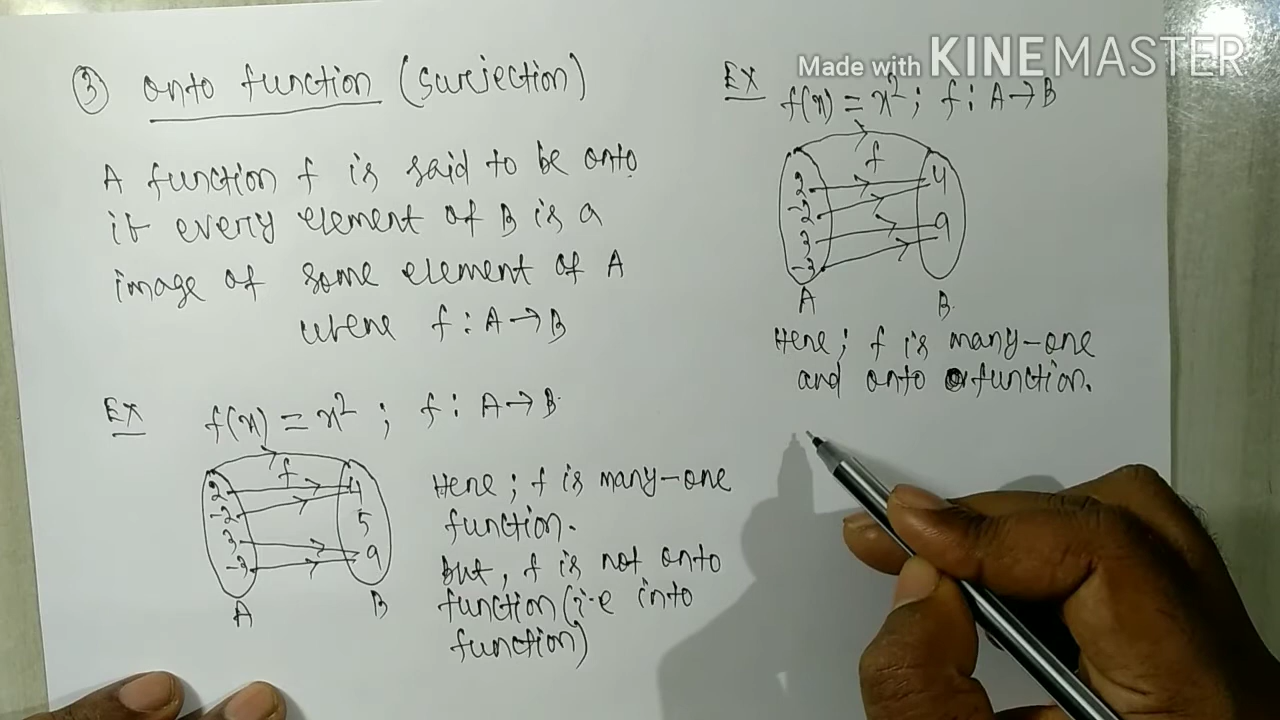 ③ onto function (surjection)
A function f is said to be onto
if every element of B is a
image of some element of A
where f : A → B
EX f(x) = x² ; f : A → B
f
2
-2
3
-3
4
5
9
A
B
Here ; f is many-one
function.
But, f is not onto
function (i.e into
function)
Made with KINEMASTER
EX f(x) = x² ; f : A → B
f
2
-2
3
-3
4
9
A
B.
Here ; f is many-one
and onto function.